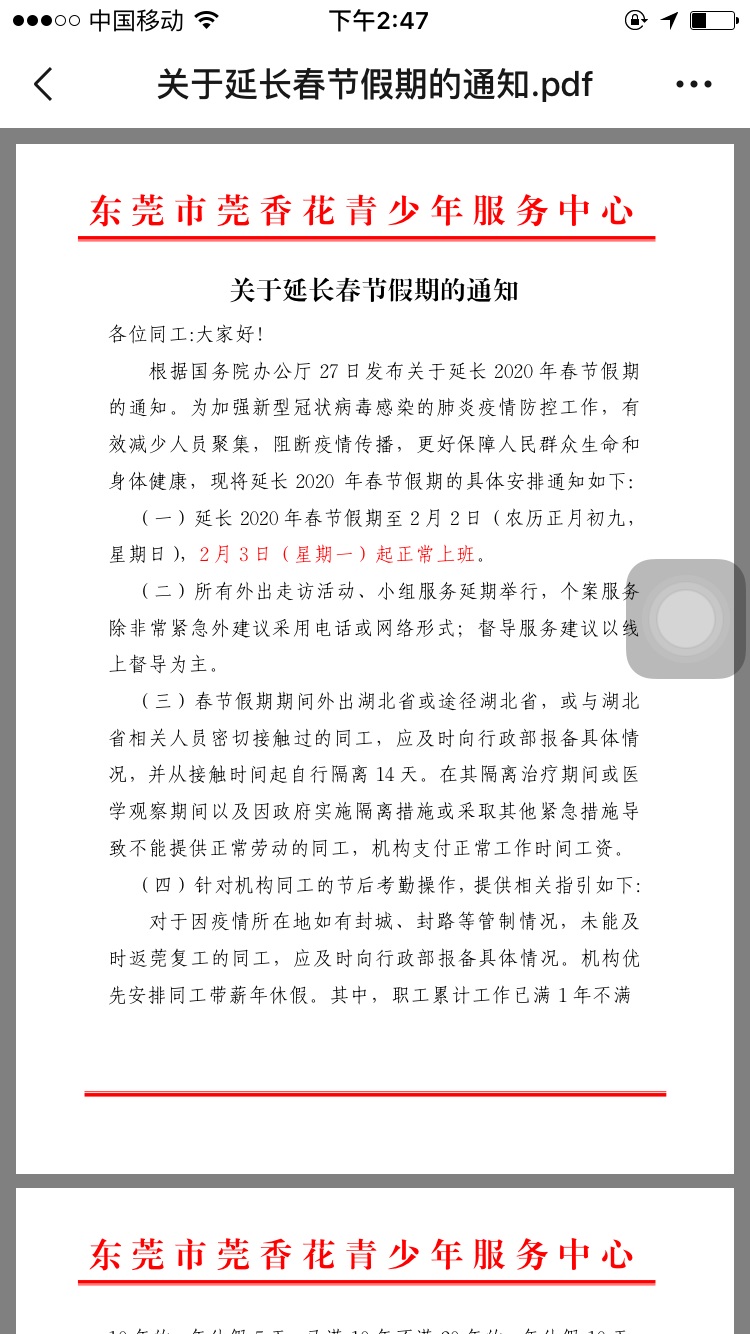 中国移动 下午2:47
关于延长春节假期的通知.pdf
东莞市莞香花青少年服务中心
关于延长春节假期的通知
各位同工:大家好!
根据国务院办公厅 27 日发布关于延长 2020 年春节假期
的通知。为加强新型冠状病毒感染的肺炎疫情防控工作，有
效减少人员聚集，阻断疫情传播，更好保障人民群众生命和
身体健康，现将延长 2020 年春节假期的具体安排通知如下:
（一）延长 2020 年春节假期至 2 月 2 日（农历正月初九，
星期日），2 月 3 日（星期一）起正常上班。
（二）所有外出走访活动、小组服务延期举行，个案服务
除非常紧急外建议采用电话或网络形式；督导服务建议以线
上督导为主。
（三）春节假期期间外出湖北省或途径湖北省，或与湖北
省相关人员密切接触过的同工，应及时向行政部报备具体情
况，并从接触时间起自行隔离 14 天。在其隔离治疗期间或医
学观察期间以及因政府实施隔离措施或采取其他紧急措施导
致不能提供正常劳动的同工，机构支付正常工作时间工资。
（四）针对机构同工的节后考勤操作，提供相关指引如下:
对于因疫情所在地如有封城、封路等管制情况，未能及
时返莞复工的同工，应及时向行政部报备具体情况。机构优
先安排同工带薪年休假。其中，职工累计工作已满 1 年不满
东莞市莞香花青少年服务中心